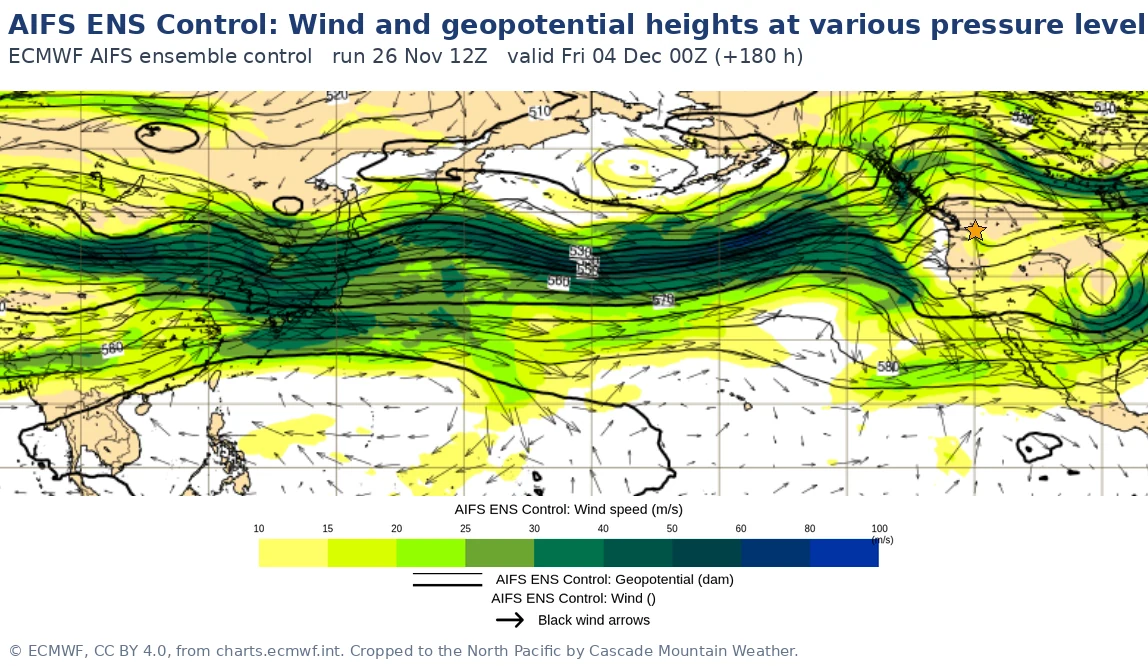 AIFS ENS Control: Wind and geopotential heights at various pressure level
ECMWF AIFS ensemble control run 26 Nov 12Z valid Fri 04 Dec 00Z (+180 h)
520
510
510
530
560
570
580
580
AIFS ENS Control: Wind speed (m/s)
10 15 20 25 30 40 50 60 80 100
(m/s)
AIFS ENS Control: Geopotential (dam)
AIFS ENS Control: Wind ()
Black wind arrows
© ECMWF, CC BY 4.0, from charts.ecmwf.int. Cropped to the North Pacific by Cascade Mountain Weather.